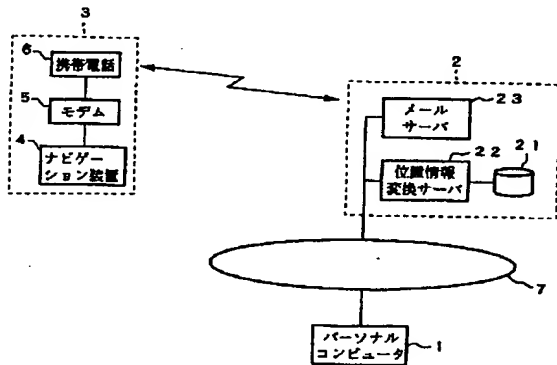 3
6
携帯電話
5
モデム
4
ナビゲー
ション装置
2
23
メール
サーバ
22
21
位置情報
変換サーバ
7
パーソナル
コンピュータ
1